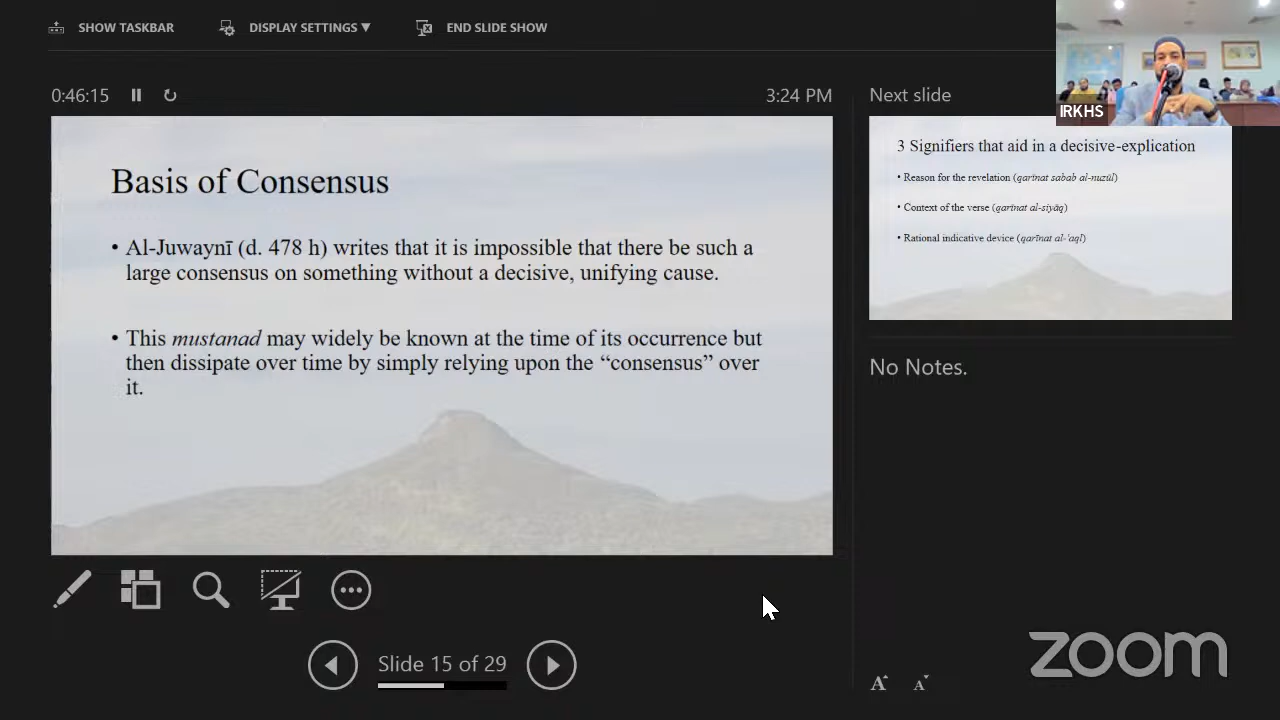 SHOW TASKBAR
DISPLAY SETTINGS ▼
END SLIDE SHOW
0:46:15
3:24 PM
Next slide
IRKHS
Basis of Consensus
• Al-Juwaynī (d. 478 h) writes that it is impossible that there be such a
large consensus on something without a decisive, unifying cause.
• This mustanad may widely be known at the time of its occurrence but
then dissipate over time by simply relying upon the “consensus” over
it.
3 Signifiers that aid in a decisive-explication
• Reason for the revelation (qarīnat sabab al-nuzūl)
• Context of the verse (qarīnat al-siyāq)
• Rational indicative device (qarīnat al-ʿaql)
No Notes.
Slide 15 of 29
A A
zoom